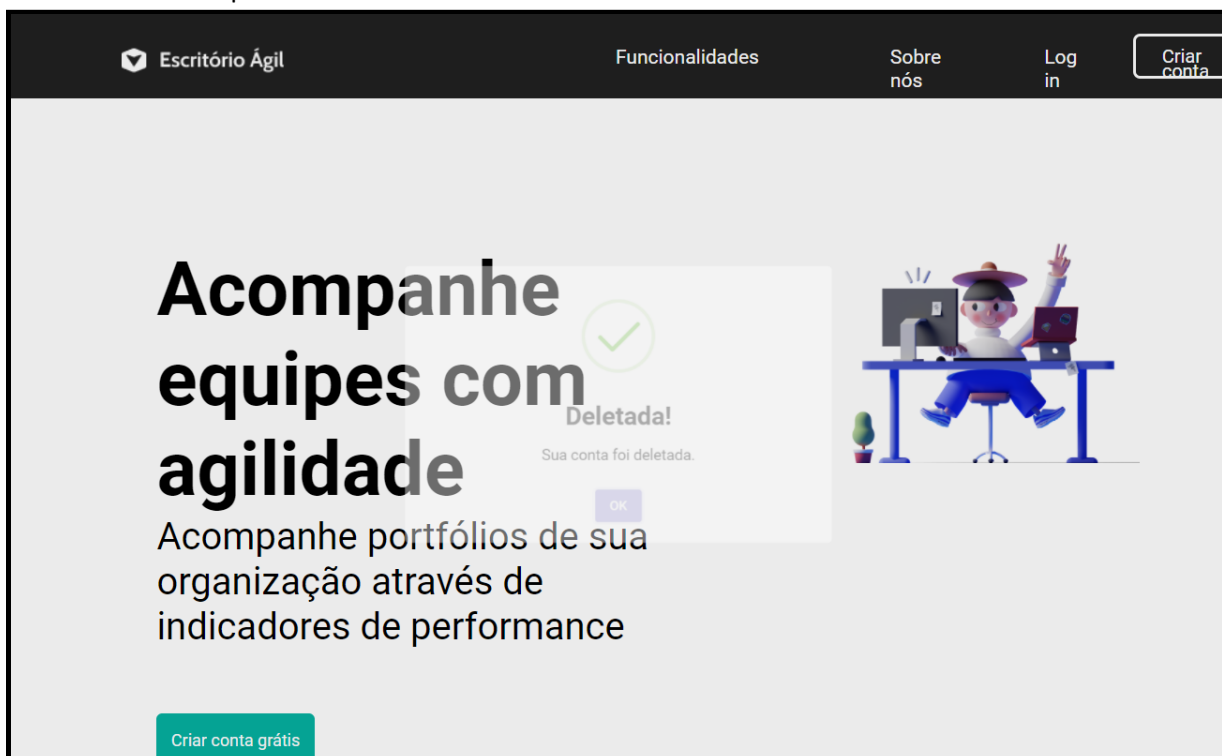 Escritório Ágil
Funcionalidades
Sobre
nós
Log
in
Criar
conta
Acompanhe
equipes com
agilidade
Deletada!
Sua conta foi deletada.
OK
Acompanhe portfólios de sua
organização através de
indicadores de performance
Criar conta grátis